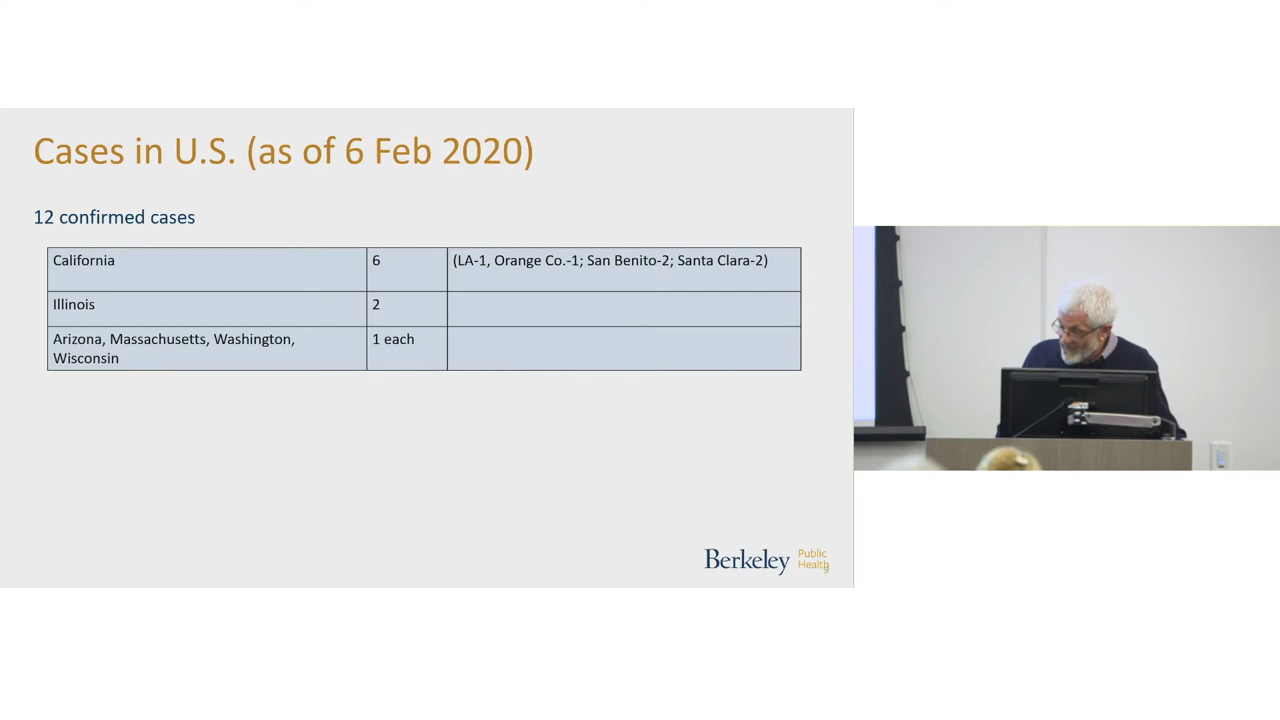 Cases in U.S. (as of 6 Feb 2020)
12 confirmed cases
California 6 (LA-1, Orange Co.-1; San Benito-2; Santa Clara-2)
Illinois 2
Arizona, Massachusetts, Washington, 1 each
Wisconsin
Berkeley Public
Health
9